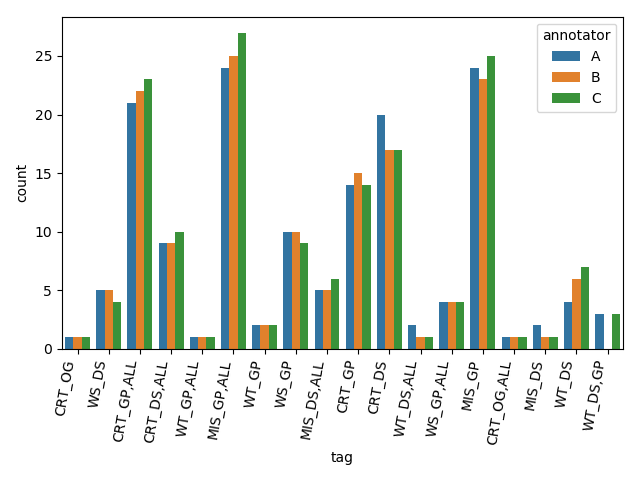 annotator
A
B
C
count
25
20
15
10
5
0
CRT_OG
WS_DS
CRT_GP,ALL
CRT_DS,ALL
WT_GP,ALL
MIS_GP,ALL
WT_GP
WS_GP
MIS_DS,ALL
CRT_GP
CRT_DS
WT_DS,ALL
WS_GP,ALL
MIS_GP
CRT_OG,ALL
MIS_DS
WT_DS
WT_DS,GP
tag